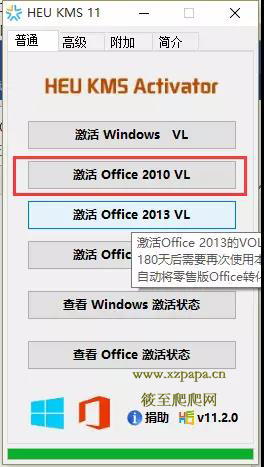 HEU KMS 11
普通 高级 附加 简介
HEU KMS Activator
激活 Windows VL
激活 Office 2010 VL
激活 Office 2013 VL
激活Office 2013的VOL
180天后需要再次使用本
自动将零售版Office转化
激活 Offic
查看 Windows 激活状态
查看 Office 激活状态
www.xzpapa.cn
筱至爬爬网
捐助 v11.2.0